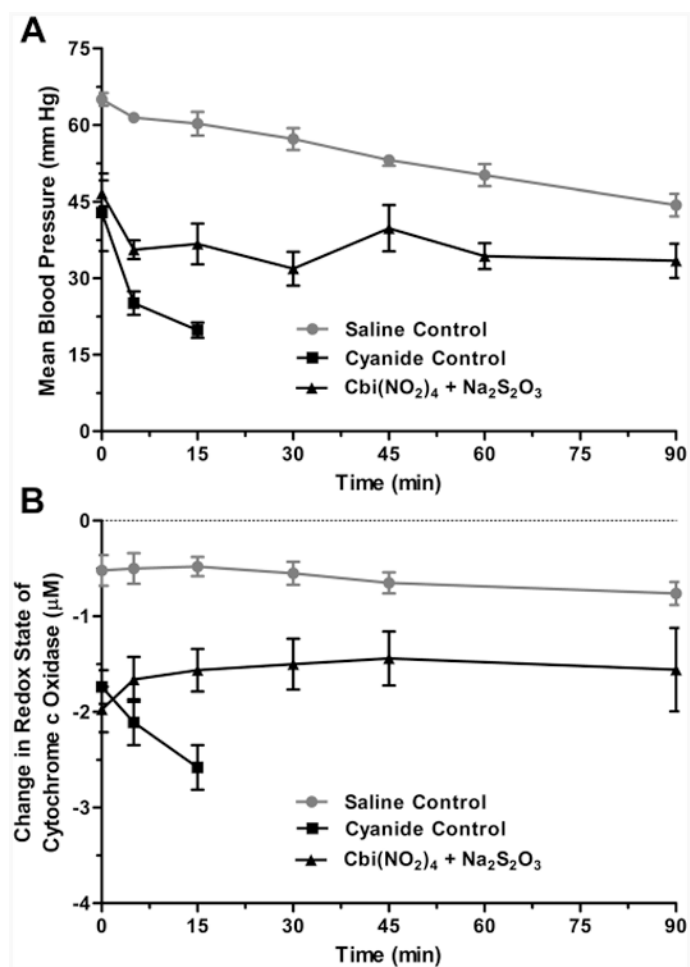 A
75
60
45
30
15
0
Mean Blood Pressure (mm Hg)
Saline Control
Cyanide Control
Cbi(NO₂)₄ + Na₂S₂O₃
0 15 30 45 60 75 90
Time (min)
B
0
-1
-2
-3
-4
Change in Redox State of
Cytochrome c Oxidase (μM)
Saline Control
Cyanide Control
Cbi(NO₂)₄ + Na₂S₂O₃
0 15 30 45 60 75 90
Time (min)